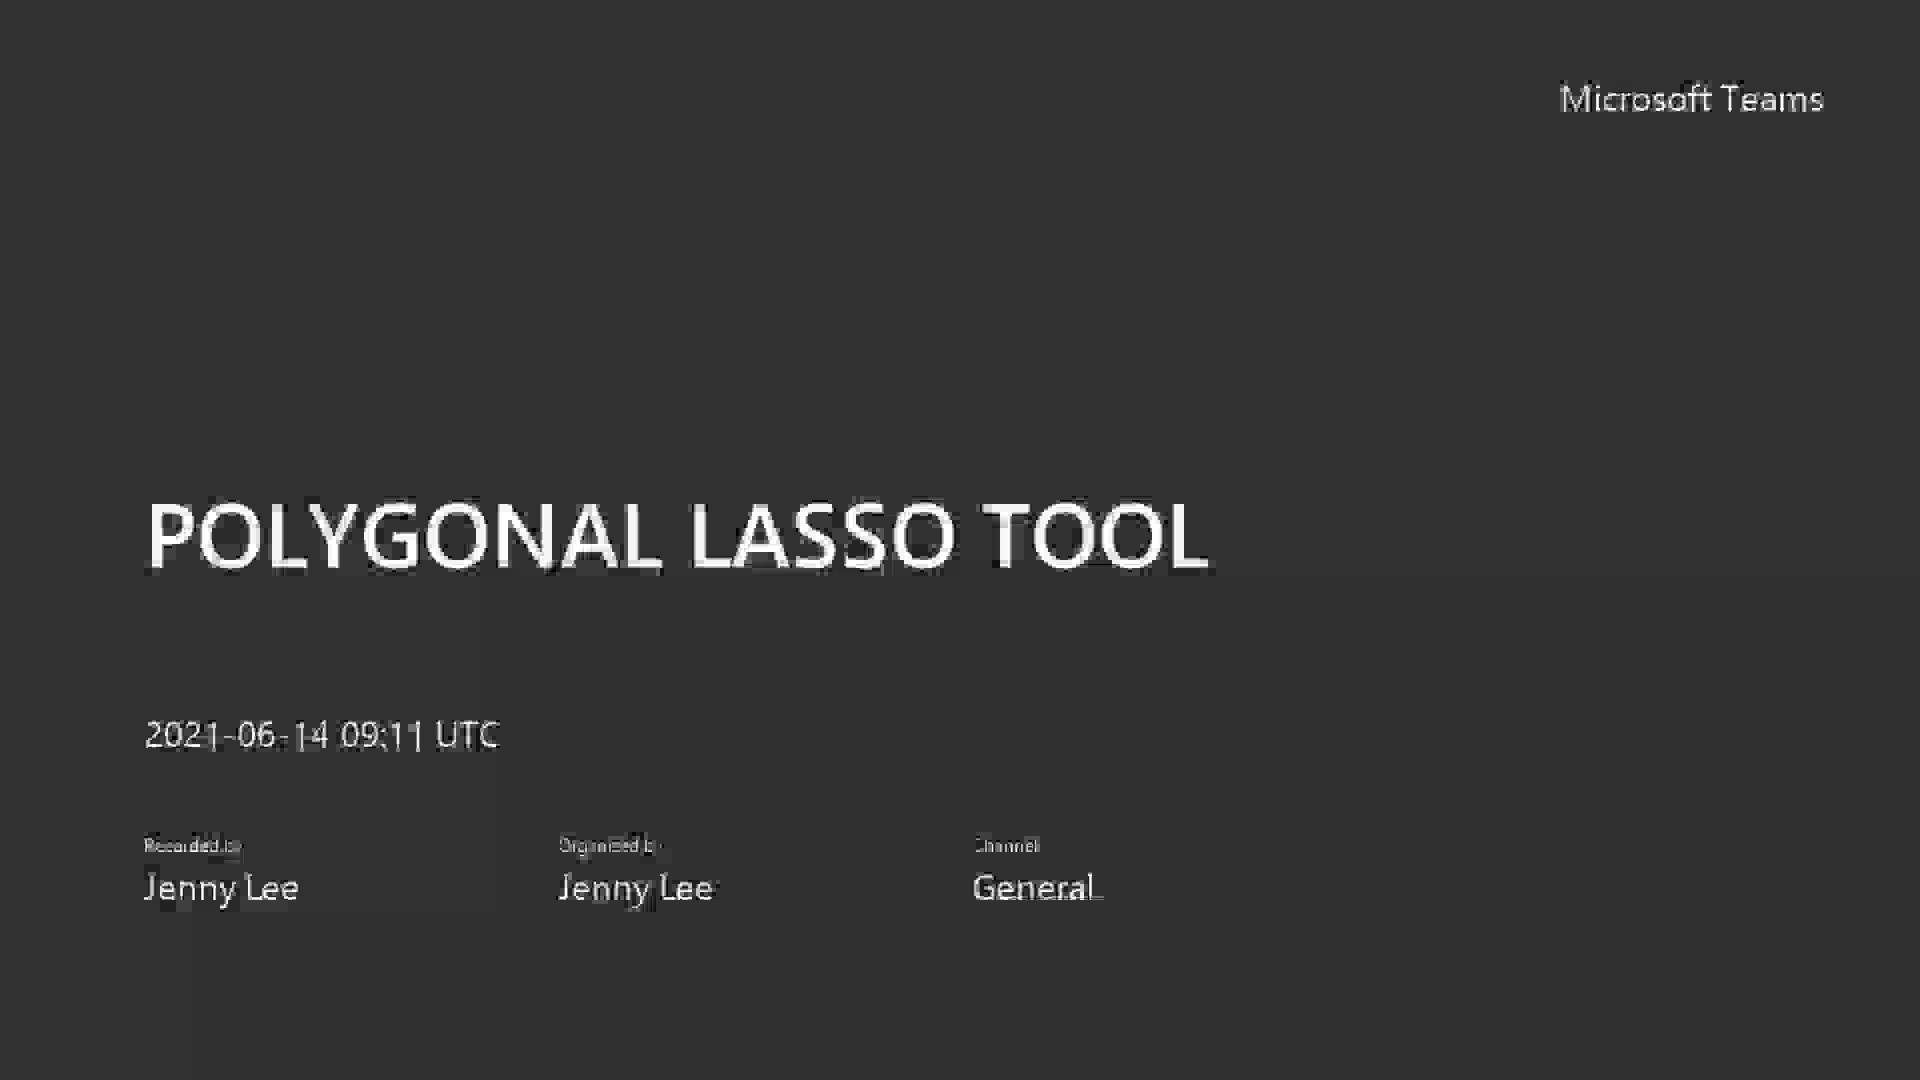 Microsoft Teams
POLYGONAL LASSO TOOL
2021-06-14 09:11 UTC
Recorded by
Organized by
Channel
Jenny Lee
Jenny Lee
General